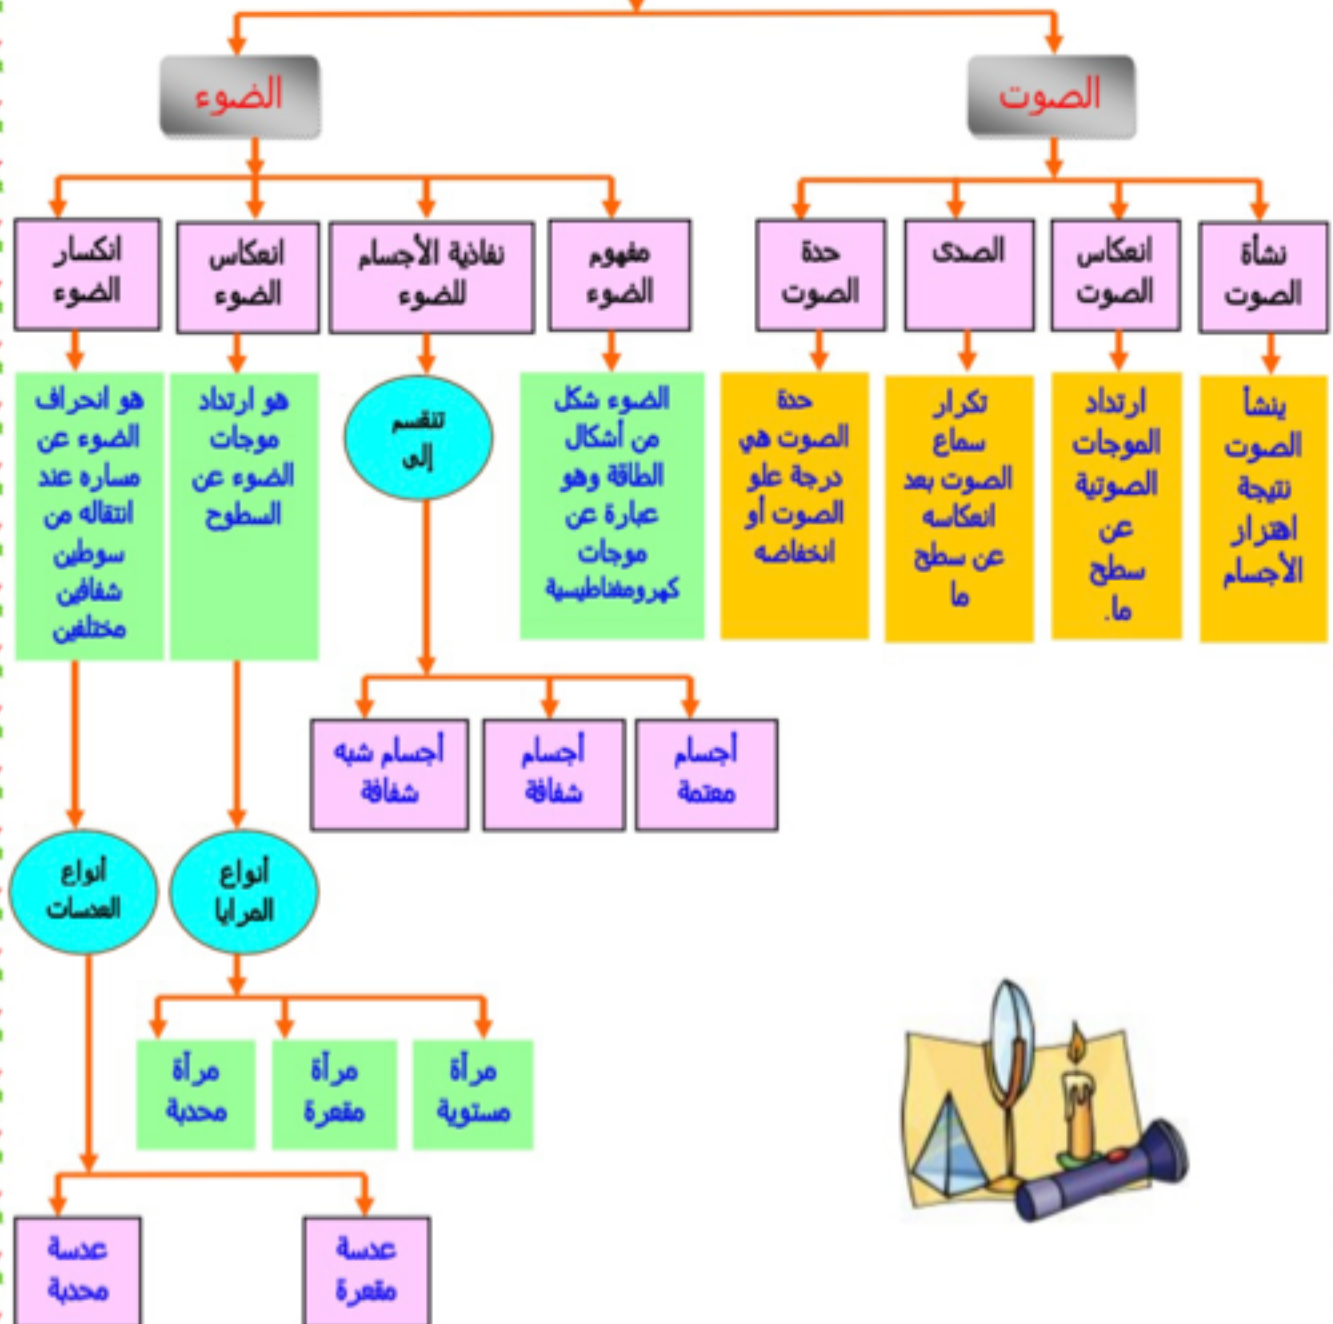 الصوت
الضوء
نشأة
الصوت
انعكاس
الصوت
الصدى
حدة
الصوت
مفهوم
الضوء
نفاذية الأجسام
للضوء
انعكاس
الضوء
انكسار
الضوء
ينشأ
الصوت
نتيجة
اهتزاز
الأجسام
ارتداد
الموجات
الصوتية
عن
سطح
ما.
تكرار
سماع
الصوت بعد
انعكاسه
عن سطح
ما
حدة
الصوت هي
درجة علو
الصوت أو
انخفاضه
الضوء شكل
من أشكال
الطاقة وهو
عبارة عن
موجات
كهرومغناطيسية
تنقسم
إلى
هو ارتداد
موجات
الضوء عن
السطوح
هو انحراف
الضوء عن
مساره عند
انتقاله من
سوطين
شفافين
مختلفين
أجسام
معتمة
أجسام
شفافة
أجسام شبه
شفافة
أنواع
المرايا
أنواع
العدسات
مرآة
مستوية
مرآة
مقعرة
مرآة
محدبة
عدسة
مقعرة
عدسة
محدبة